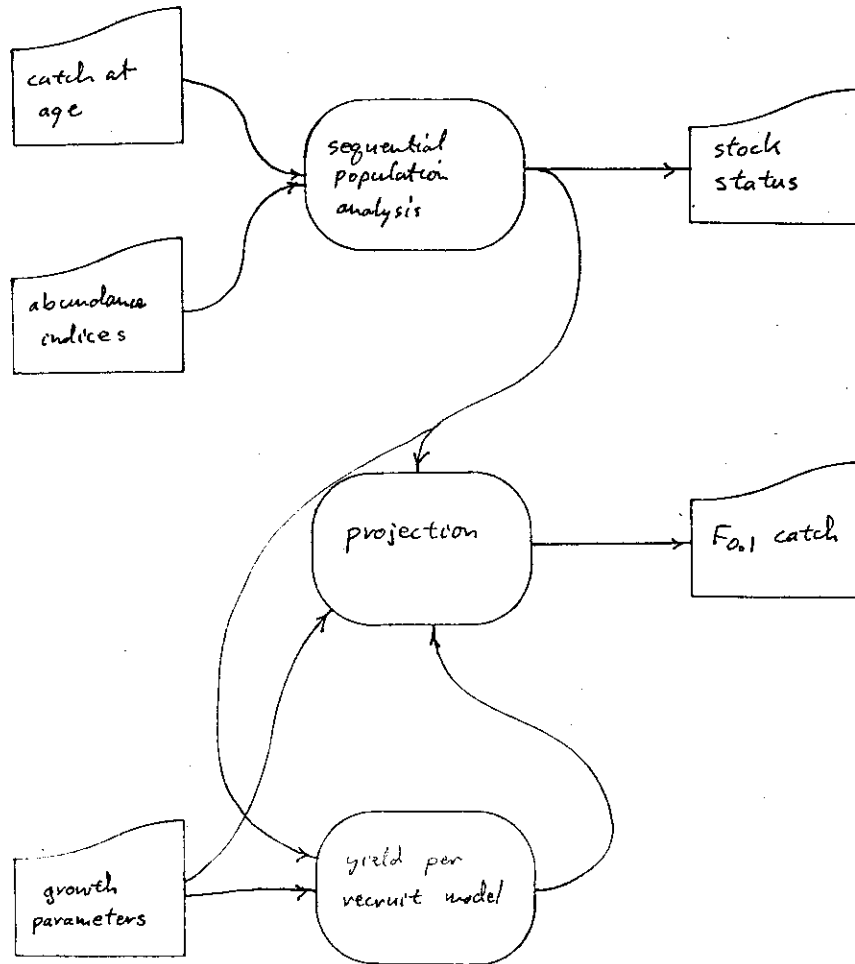 catch at
age
sequential
population
analysis
stock
status
abundance
indices
projection
F0.1 catch
growth
parameters
yield per
recruit model